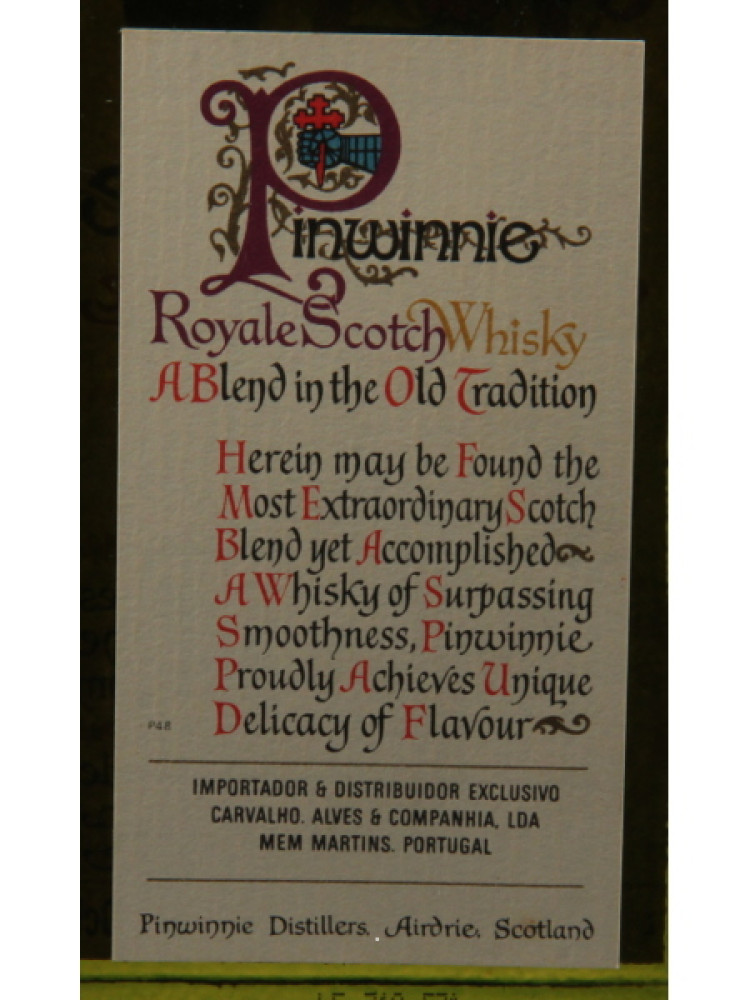 Pinwinnie
Royale Scotch Whisky
A Blend in the Old Tradition
Herein may be Found the
Most Extraordinary Scotch
Blend yet Accomplished
A Whisky of Surpassing
Smoothness, Pinwinnie
Proudly Achieves Unique
Delicacy of Flavour
P48
IMPORTADOR & DISTRIBUIDOR EXCLUSIVO
CARVALHO. ALVES & COMPANHIA, LDA
MEM MARTINS. PORTUGAL
Pinwinnie Distillers. Airdrie, Scotland